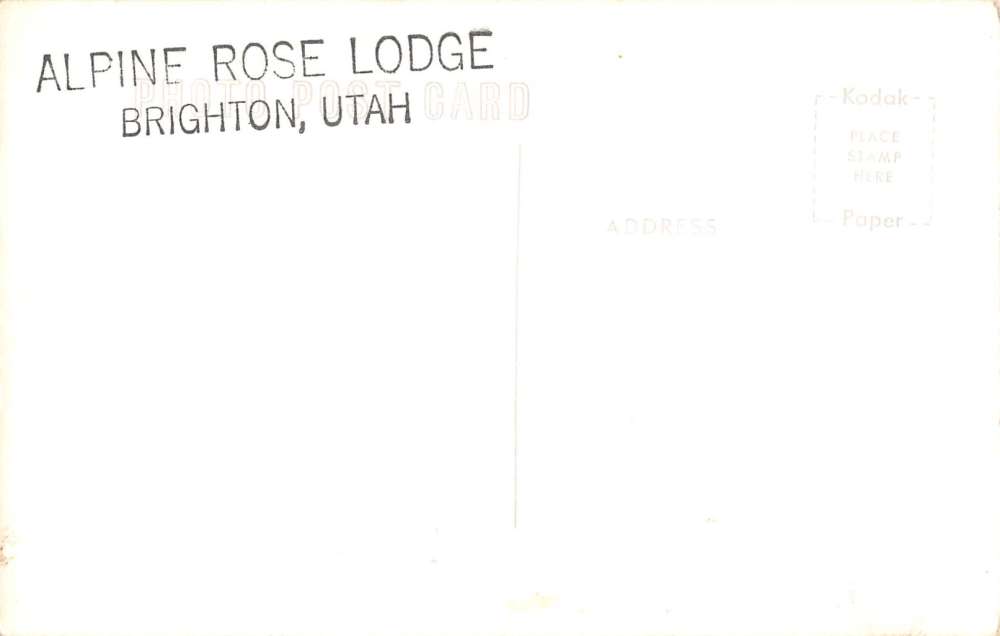 ALPINE ROSE LODGE
PHOTO POST CARD
BRIGHTON, UTAH
Kodak
PLACE
STAMP
HERE
Paper
ADDRESS